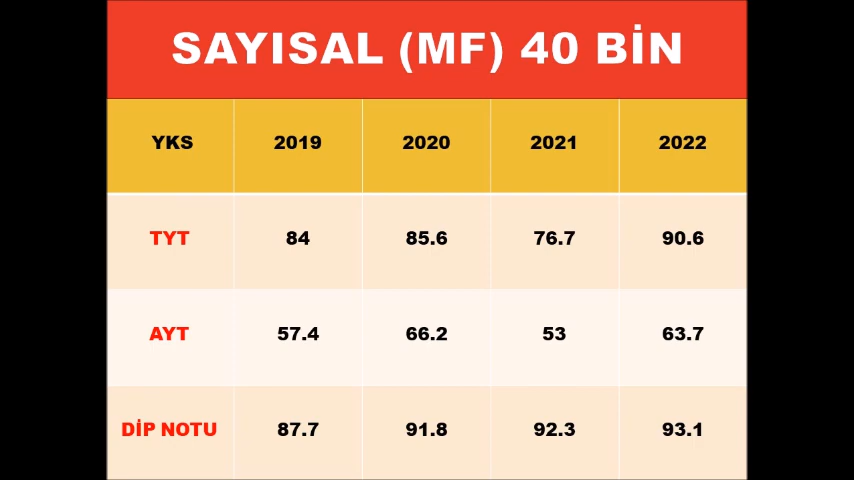 SAYISAL (MF) 40 BİN
YKS 2019 2020 2021 2022
TYT 84 85.6 76.7 90.6
AYT 57.4 66.2 53 63.7
DİP NOTU 87.7 91.8 92.3 93.1